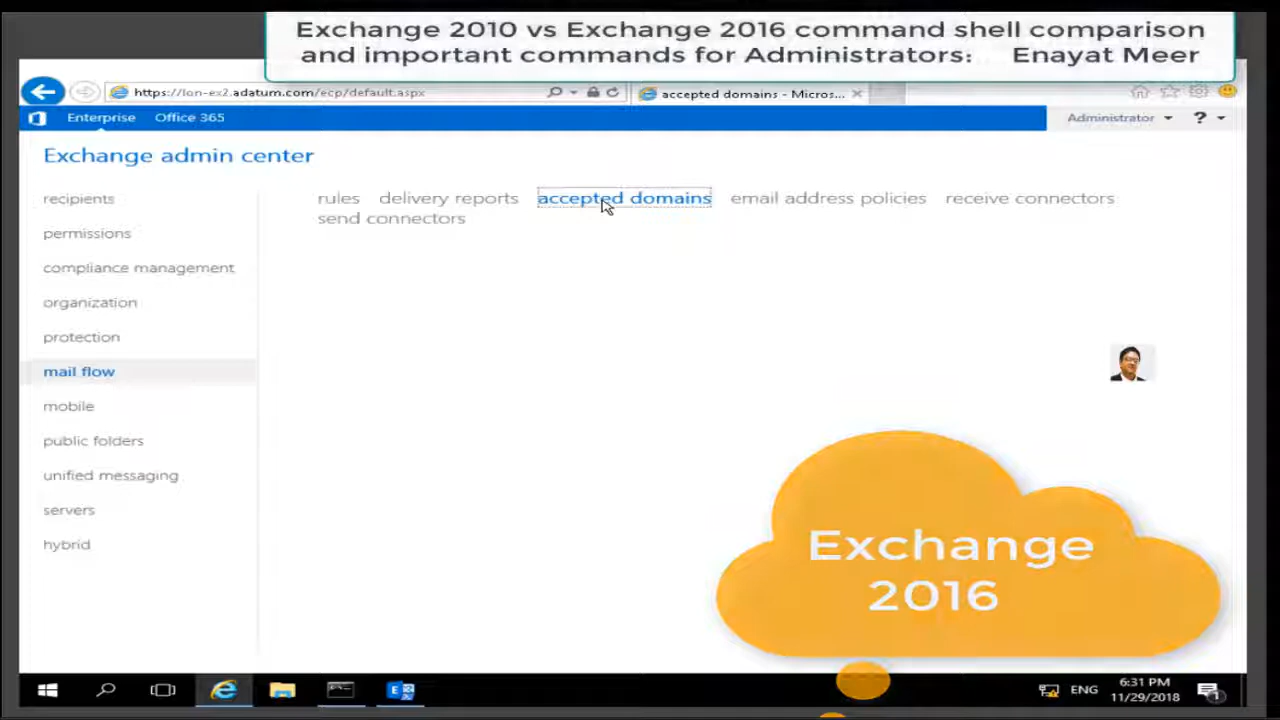 Exchange 2010 vs Exchange 2016 command shell comparison
and important commands for Administrators: Enayat Meer
https://lon-ex2.adatum.com/ecp/default.aspx
accepted domains - Micros...
Enterprise Office 365
Administrator ?
Exchange admin center
recipients
permissions
compliance management
organization
protection
mail flow
mobile
public folders
unified messaging
servers
hybrid
rules delivery reports accepted domains email address policies receive connectors
send connectors
Exchange
2016
ENG
6:31 PM
11/29/2018
1